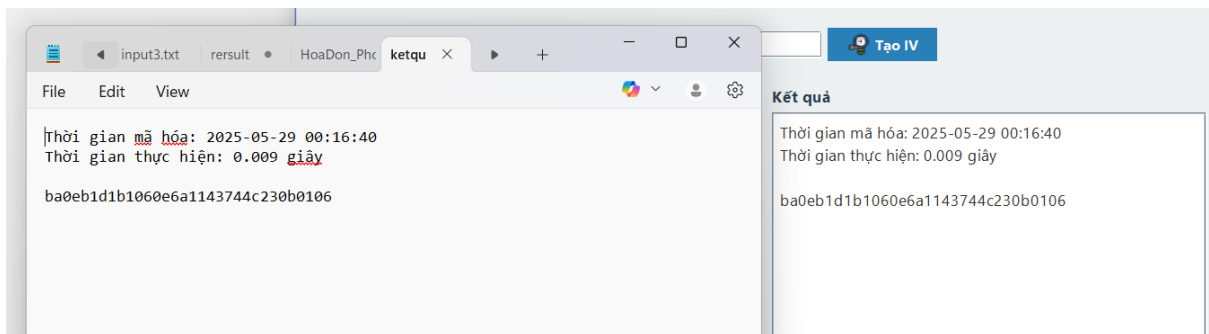 input3.txt
rersult
HoaDon_Phc
ketqu
File Edit View
Thời gian mã hóa: 2025-05-29 00:16:40
Thời gian thực hiện: 0.009 giây
ba0eb1d1b1060e6a1143744c230b0106
Tạo IV
Kết quả
Thời gian mã hóa: 2025-05-29 00:16:40
Thời gian thực hiện: 0.009 giây
ba0eb1d1b1060e6a1143744c230b0106